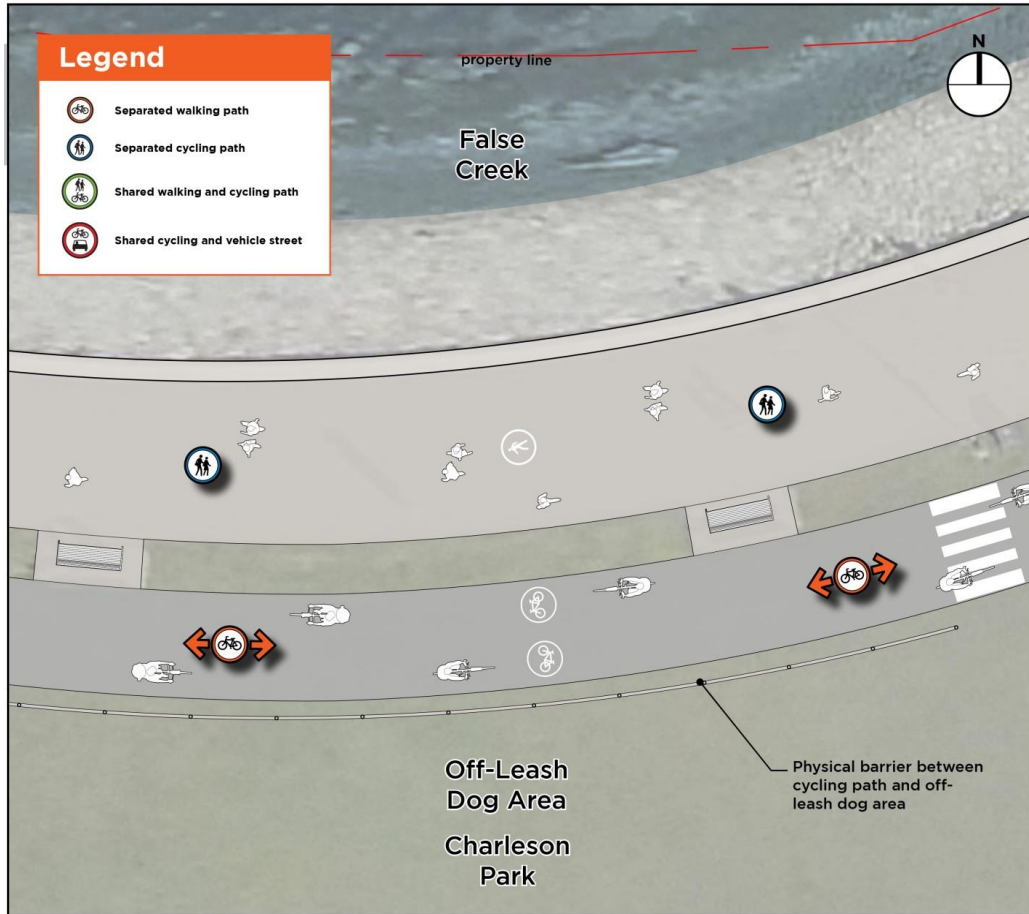 Legend
Separated walking path
Separated cycling path
Shared walking and cycling path
Shared cycling and vehicle street
property line
N
False
Creek
Physical barrier between
cycling path and off-
leash dog area
Off-Leash
Dog Area
Charleson
Park